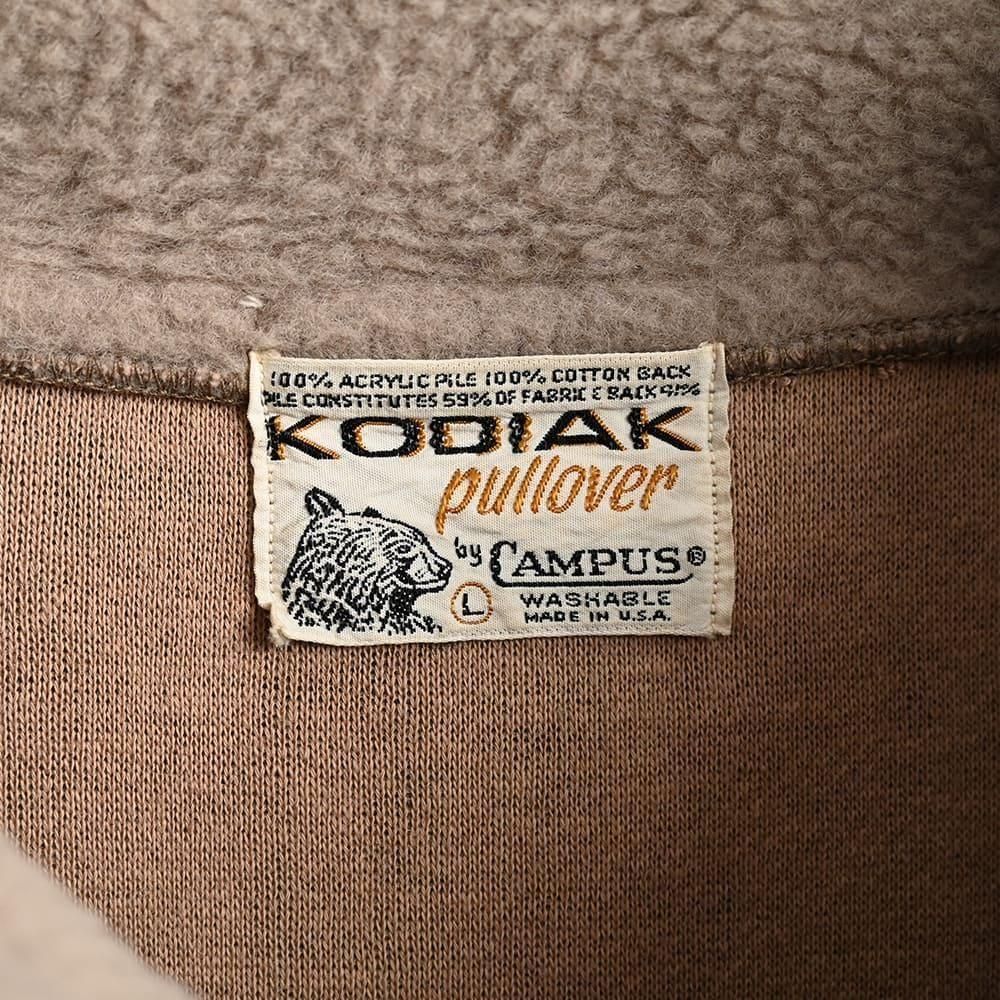 100% ACRYLIC PILE 100% COTTON BACK
PILE CONSTITUTES 59% OF FABRIC & BACK 41%
KODIAK
pullover
by CAMPUS®
L
WASHABLE
MADE IN U.S.A.